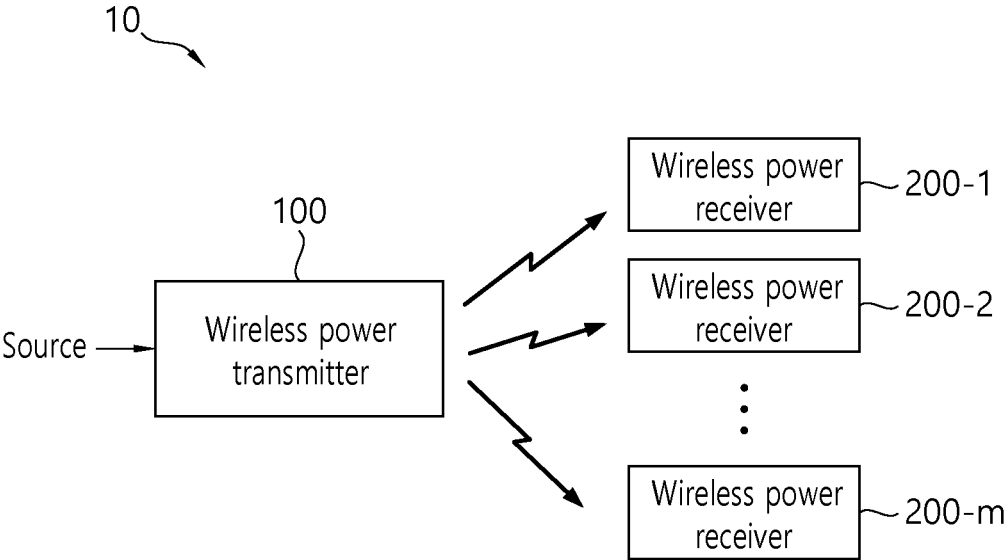 10
100
Source
Wireless power
transmitter
Wireless power
receiver
200-1
Wireless power
receiver
200-2
Wireless power
receiver
200-m